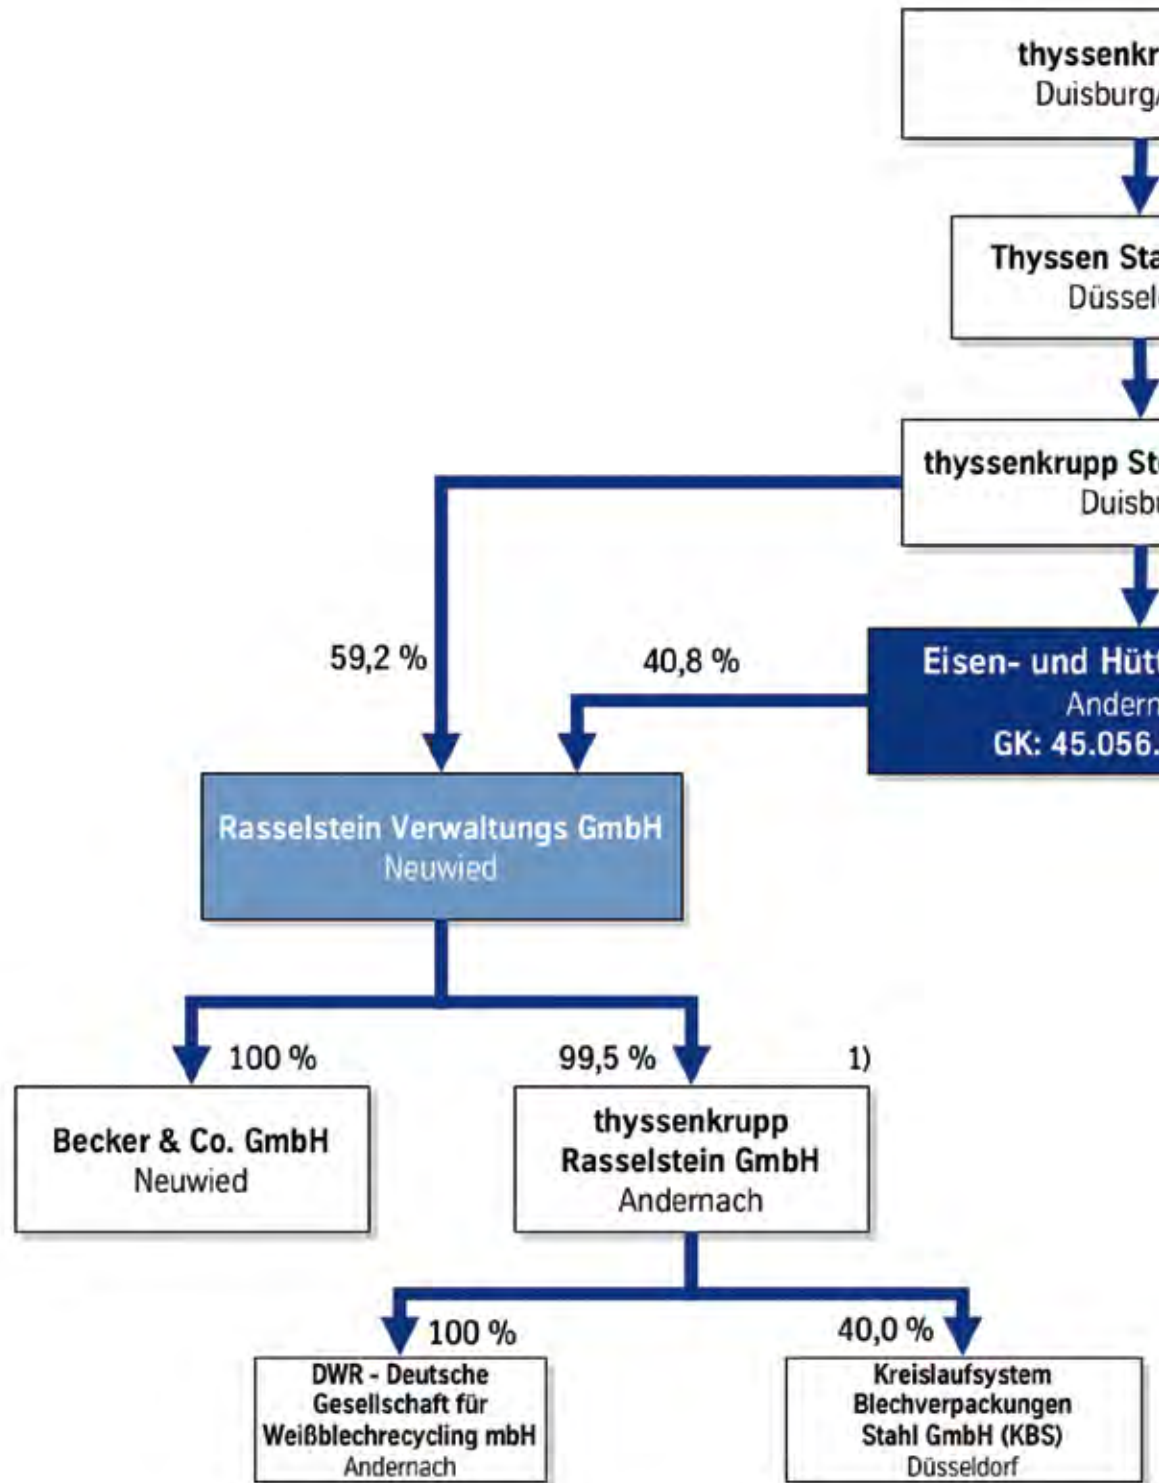 thyssenkr
Duisburg/
Thyssen Sta
Düssel
thyssenkrupp Ste
Duisbu
59,2 %
40,8 %
Eisen- und Hütt
Andern
GK: 45.056.
Rasselstein Verwaltungs GmbH
Neuwied
100 %
99,5 %
1)
Becker & Co. GmbH
Neuwied
thyssenkrupp
Rasselstein GmbH
Andernach
100 %
40,0 %
DWR - Deutsche
Gesellschaft für
Weißblechrecycling mbH
Andernach
Kreislaufsystem
Blechverpackungen
Stahl GmbH (KBS)
Düsseldorf